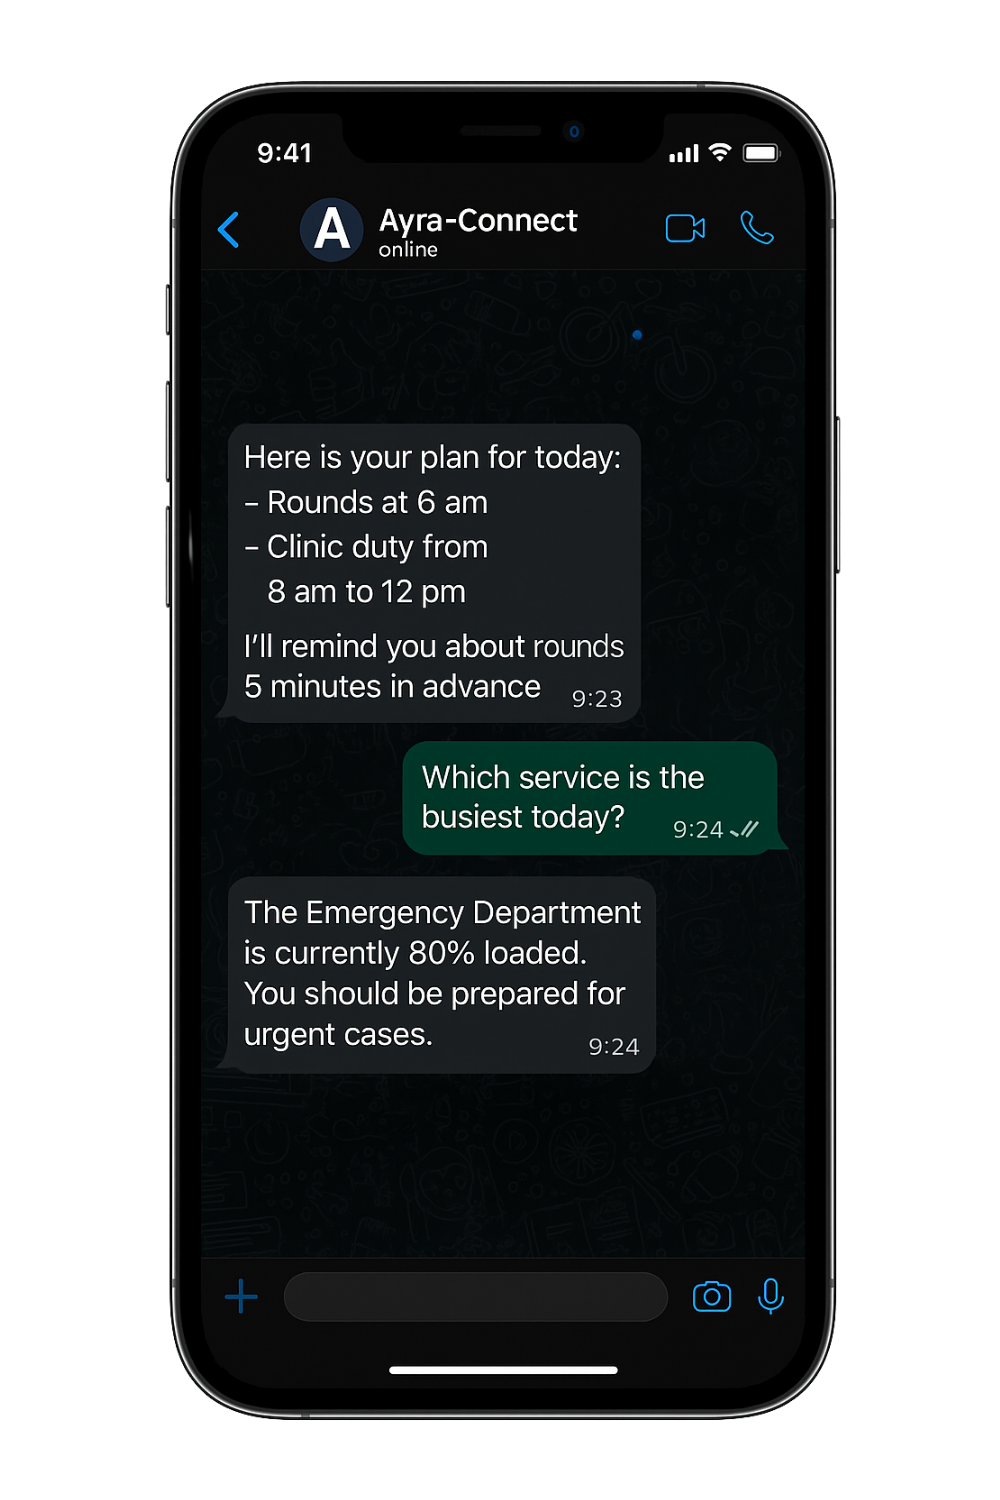 9:41
A
Ayra-Connect
online
Here is your plan for today:
– Rounds at 6 am
– Clinic duty from
8 am to 12 pm
I'll remind you about rounds
5 minutes in advance 9:23
Which service is the
busiest today? 9:24
The Emergency Department
is currently 80% loaded.
You should be prepared for
urgent cases. 9:24